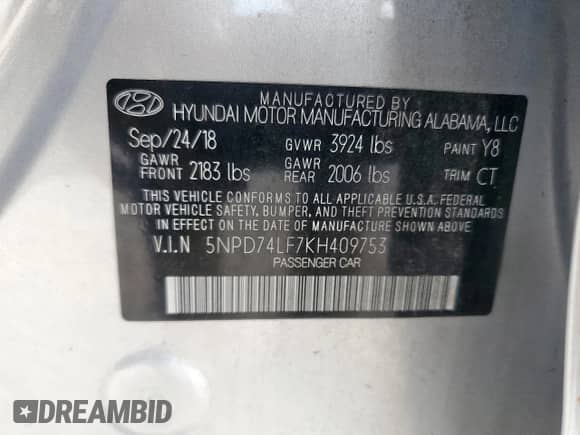 MANUFACTURED BY
HYUNDAI MOTOR MANUFACTURING ALABAMA, LLC
Sep/24/18 GVWR 3924 lbs PAINT Y8
GAWR FRONT 2183 lbs GAWR REAR 2006 lbs TRIM CT
THIS VEHICLE CONFORMS TO ALL APPLICABLE U.S.A. FEDERAL
MOTOR VEHICLE SAFETY, BUMPER, AND THEFT PREVENTION STANDARDS
IN EFFECT ON THE DATE OF MANUFACTURE SHOWN ABOVE.
V.I.N 5NPD74LF7KH409753
PASSENGER CAR
DREAMBID